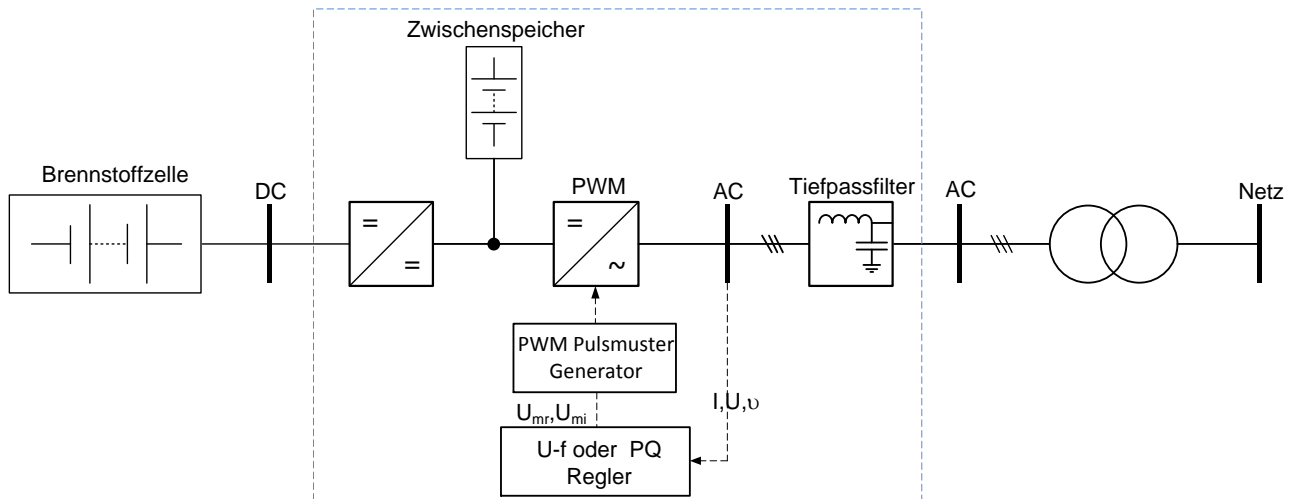 Zwischenspeicher
Brennstoffzelle
DC
PWM
AC
Tiefpassfilter
AC
Netz
=
=
=
~
PWM Pulsmuster
Generator
Umr,Umi
I,U,υ
U-f oder PQ
Regler